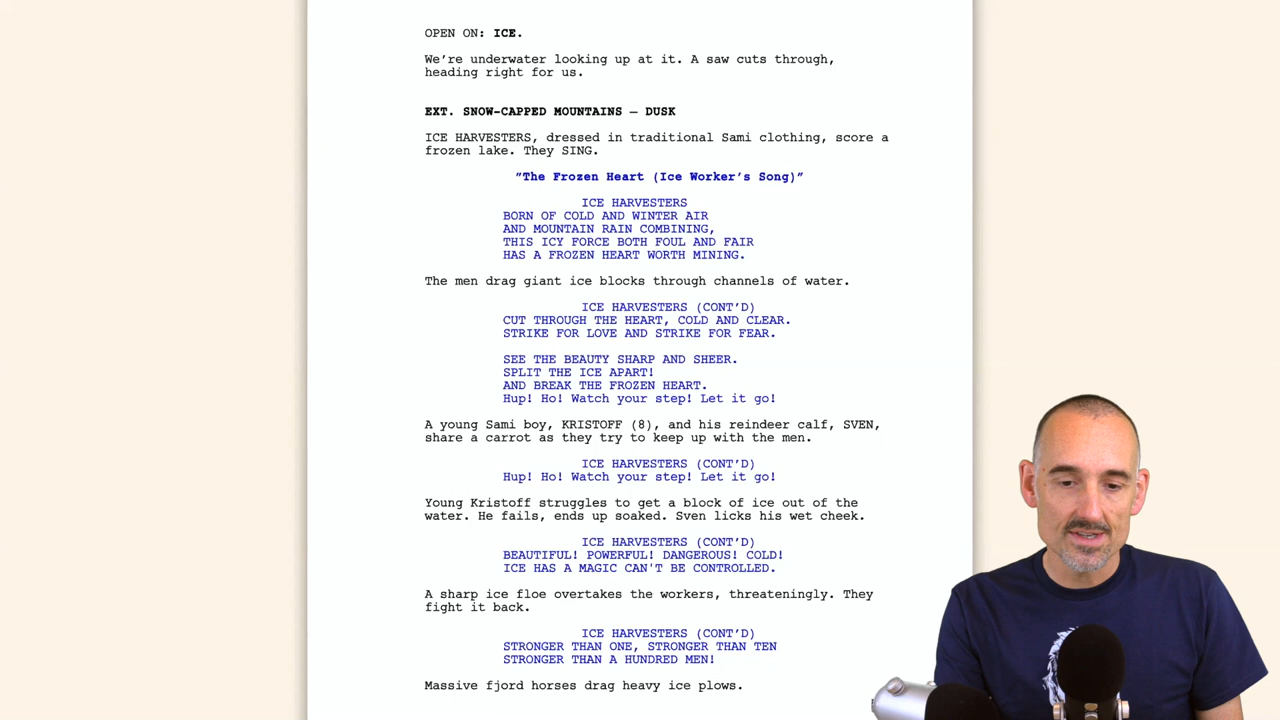 OPEN ON: ICE.
We're underwater looking up at it. A saw cuts through,
heading right for us.
EXT. SNOW-CAPPED MOUNTAINS – DUSK
ICE HARVESTERS, dressed in traditional Sami clothing, score a
frozen lake. They SING.
"The Frozen Heart (Ice Worker's Song)"
ICE HARVESTERS
BORN OF COLD AND WINTER AIR
AND MOUNTAIN RAIN COMBINING,
THIS ICY FORCE BOTH FOUL AND FAIR
HAS A FROZEN HEART WORTH MINING.
The men drag giant ice blocks through channels of water.
ICE HARVESTERS (CONT'D)
CUT THROUGH THE HEART, COLD AND CLEAR.
STRIKE FOR LOVE AND STRIKE FOR FEAR.
SEE THE BEAUTY SHARP AND SHEER.
SPLIT THE ICE APART!
AND BREAK THE FROZEN HEART.
Hup! Ho! Watch your step! Let it go!
A young Sami boy, KRISTOFF (8), and his reindeer calf, SVEN,
share a carrot as they try to keep up with the men.
ICE HARVESTERS (CONT'D)
Hup! Ho! Watch your step! Let it go!
Young Kristoff struggles to get a block of ice out of the
water. He fails, ends up soaked. Sven licks his wet cheek.
ICE HARVESTERS (CONT'D)
BEAUTIFUL! POWERFUL! DANGEROUS! COLD!
ICE HAS A MAGIC CAN'T BE CONTROLLED.
A sharp ice floe overtakes the workers, threateningly. They
fight it back.
ICE HARVESTERS (CONT'D)
STRONGER THAN ONE, STRONGER THAN TEN
STRONGER THAN A HUNDRED MEN!
Massive fjord horses drag heavy ice plows.